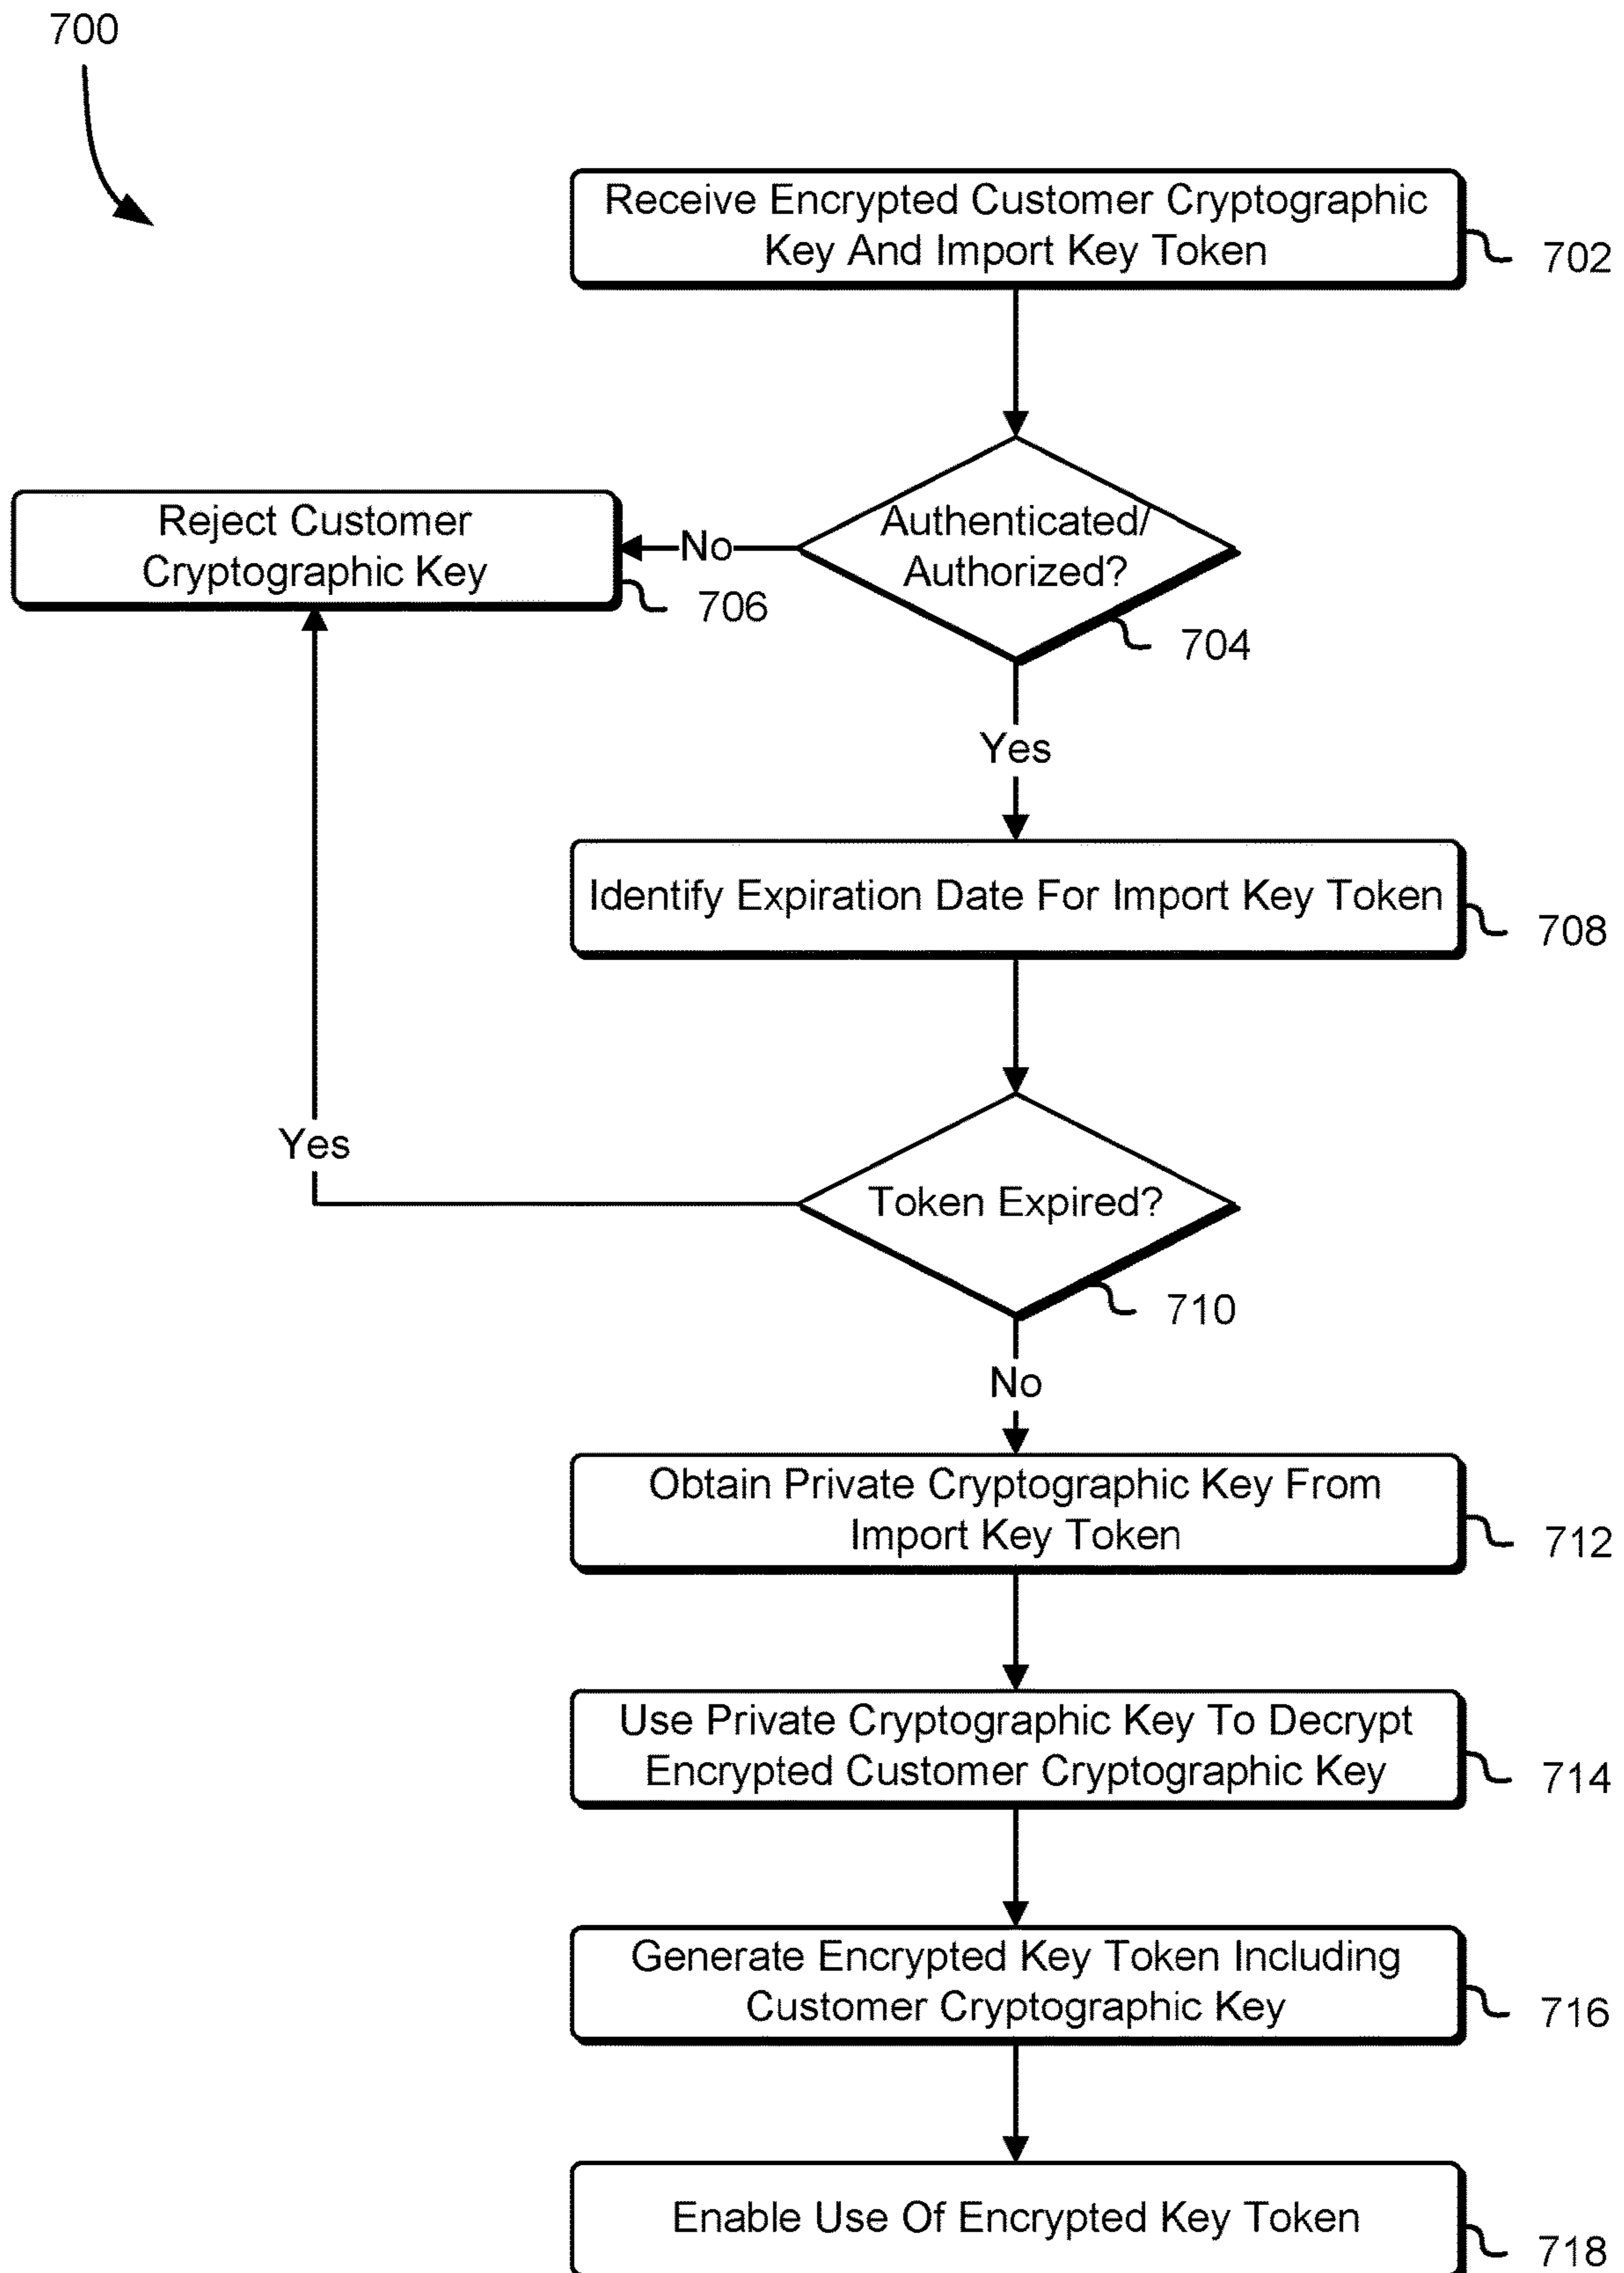 700
Receive Encrypted Customer Cryptographic
Key And Import Key Token
702
Authenticated/
Authorized?
704
No
Reject Customer
Cryptographic Key
706
Yes
Identify Expiration Date For Import Key Token
708
Token Expired?
710
Yes
No
Obtain Private Cryptographic Key From
Import Key Token
712
Use Private Cryptographic Key To Decrypt
Encrypted Customer Cryptographic Key
714
Generate Encrypted Key Token Including
Customer Cryptographic Key
716
Enable Use Of Encrypted Key Token
718